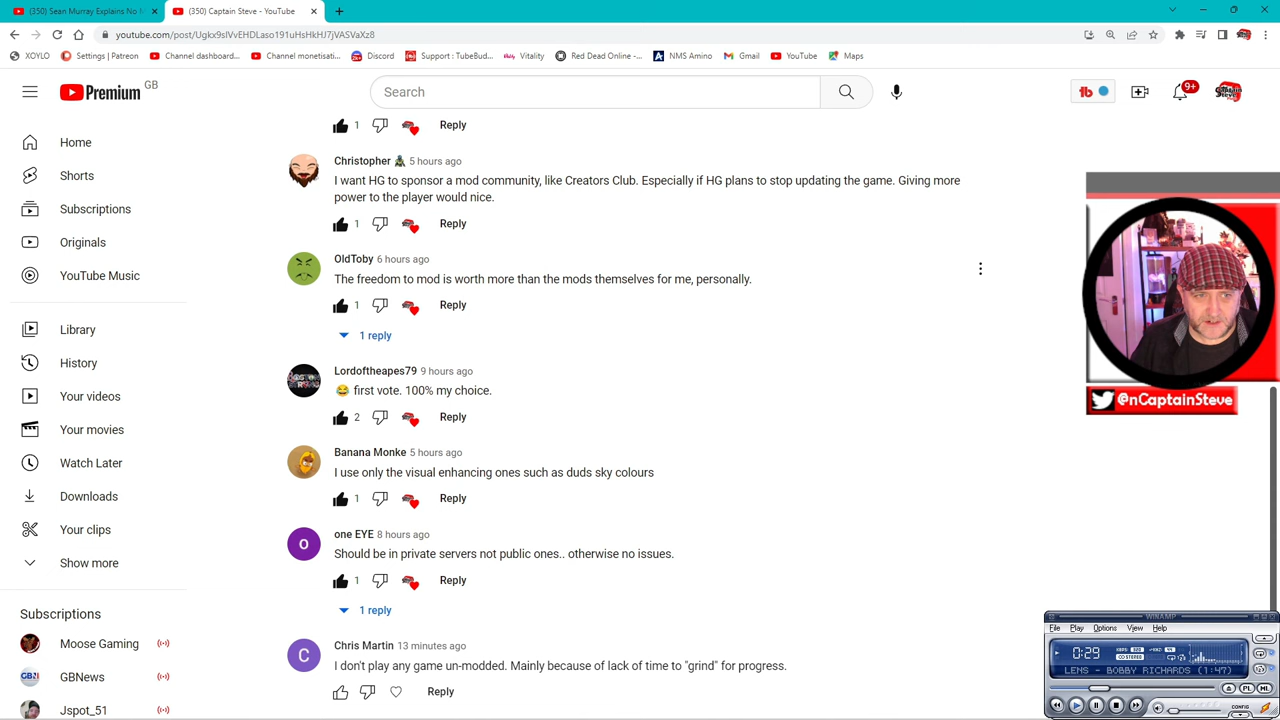 (350) Sean Murray Explains No
(350) Captain Steve - YouTube
youtube.com/post/Ugkx9sIVvEHDLaso191uHsHkHJ7jVASVaXz8
XOYLO
Settings | Patreon
Channel dashboard...
Channel monetisati...
Discord
Support : TubeBud...
Vitality
Red Dead Online -...
NMS Amino
Gmail
YouTube
Maps
Premium GB
Search
tb
9+
Home
Shorts
Subscriptions
Originals
YouTube Music
Library
History
Your videos
Your movies
Watch Later
Downloads
Your clips
Show more
Subscriptions
Moose Gaming
GBNews
Jspot_51
1 Reply
Christopher 5 hours ago
I want HG to sponsor a mod community, like Creators Club. Especially if HG plans to stop updating the game. Giving more
power to the player would nice.
1 Reply
OldToby 6 hours ago
The freedom to mod is worth more than the mods themselves for me, personally.
1 Reply
1 reply
Lordoftheapes79 9 hours ago
😂 first vote. 100% my choice.
2 Reply
Banana Monke 5 hours ago
I use only the visual enhancing ones such as duds sky colours
1 Reply
O
one EYE 8 hours ago
Should be in private servers not public ones.. otherwise no issues.
1 Reply
1 reply
C
Chris Martin 13 minutes ago
I don't play any game un-modded. Mainly because of lack of time to "grind" for progress.
Reply
@nCaptainSteve
WINAMP
File Play Options View Help
0:29
LENS - BOBBY RICHARDS (1:47)
PL ML
CONFIG